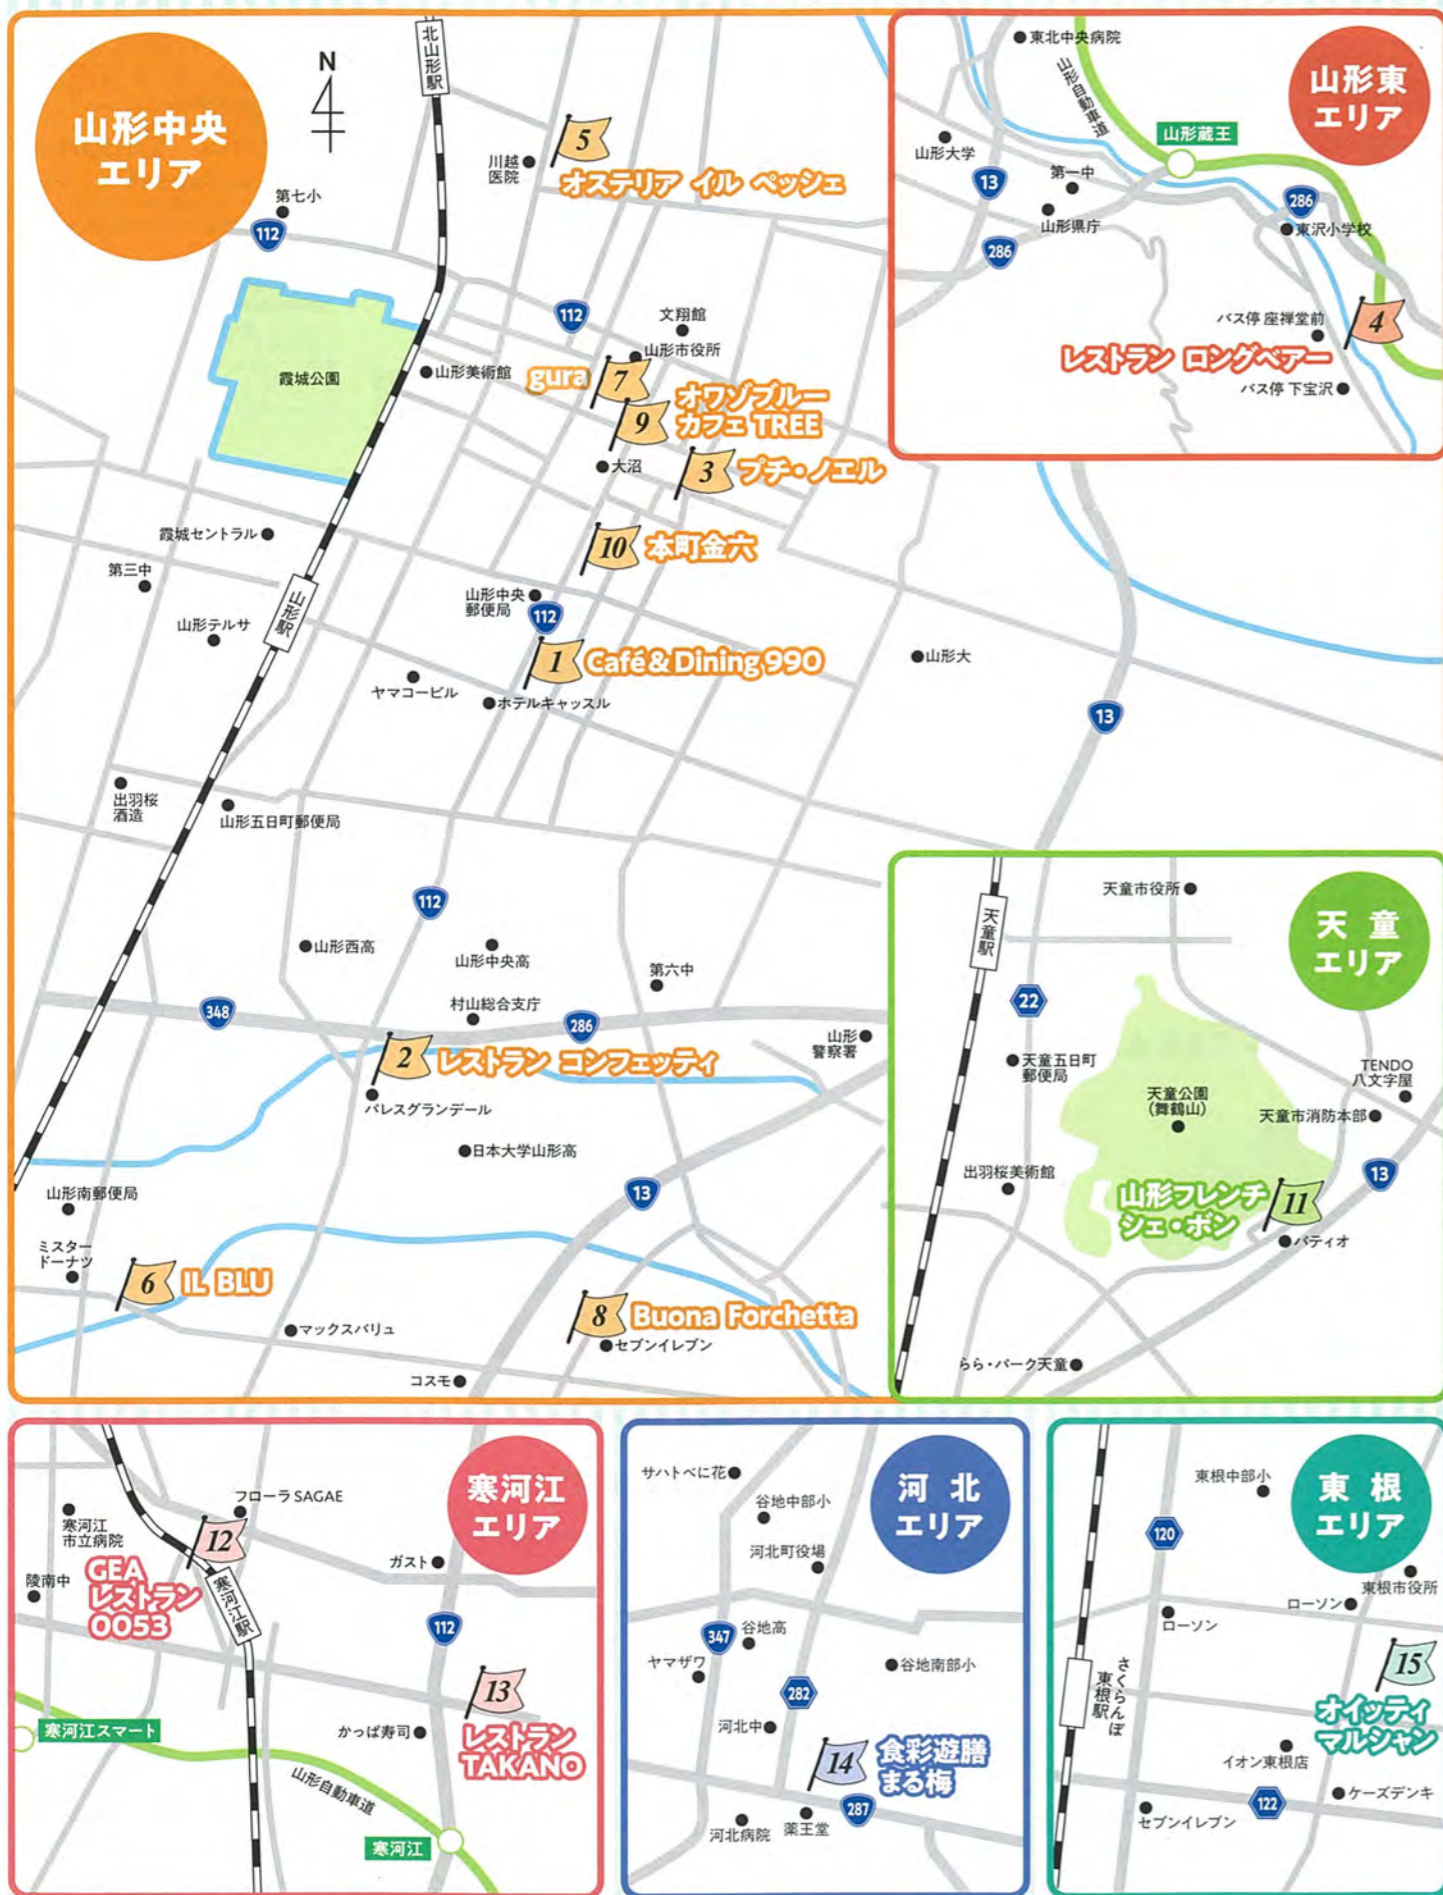 山形中央
エリア
N
北山形駅
第七小
112
川越
医院
5
オステリア イル ペッシェ
霞城公園
山形美術館
112
文翔館
山形市役所
gura
7
9
オワゾブルー
カフェ TREE
大沼
3
プチ・ノエル
10
本町金六
霞城セントラル
第三中
山形テルサ
山形駅
山形中央
郵便局
112
1
Café&Dining 990
ヤマコービル
ホテルキャッスル
山形大
13
出羽桜
酒造
山形五日町郵便局
112
山形西高
山形中央高
第六中
348
村山総合支庁
286
山形
警察署
2
レストラン コンフェッティ
パレスグランデール
日本大学山形高
13
山形南郵便局
ミスター
ドーナツ
6
IL BLU
マックスバリュ
8
Buona Forchetta
セブンイレブン
コスモ
山形東
エリア
東北中央病院
山形自動車道
山形蔵王
山形大学
13
第一中
山形県庁
286
286
東沢小学校
バス停 座禅堂前
4
レストラン ロングベアー
バス停 下宝沢
天童
エリア
天童市役所
天童駅
22
天童五日町
郵便局
天童公園
(舞鶴山)
TENDO
八文字屋
天童市消防本部
出羽桜美術館
13
山形フレンチ
シェ・ボン
11
パティオ
らら・パーク天童
寒河江
エリア
フローラSAGAE
寒河江
市立病院
12
陵南中
GEA
レストラン
0053
寒河江駅
ガスト
112
13
レストラン
TAKANO
寒河江スマート
かっぱ寿司
山形自動車道
寒河江
河北
エリア
サハトべに花
谷地中部小
河北町役場
347
谷地高
ヤマザワ
谷地南部小
282
河北中
14
食彩遊膳
まる梅
287
河北病院
薬王堂
東根
エリア
東根中部小
120
東根市役所
ローソン
ローソン
さくらんぼ
東根駅
15
オイッティ
マルシャン
イオン東根店
ケーズデンキ
122
セブンイレブン